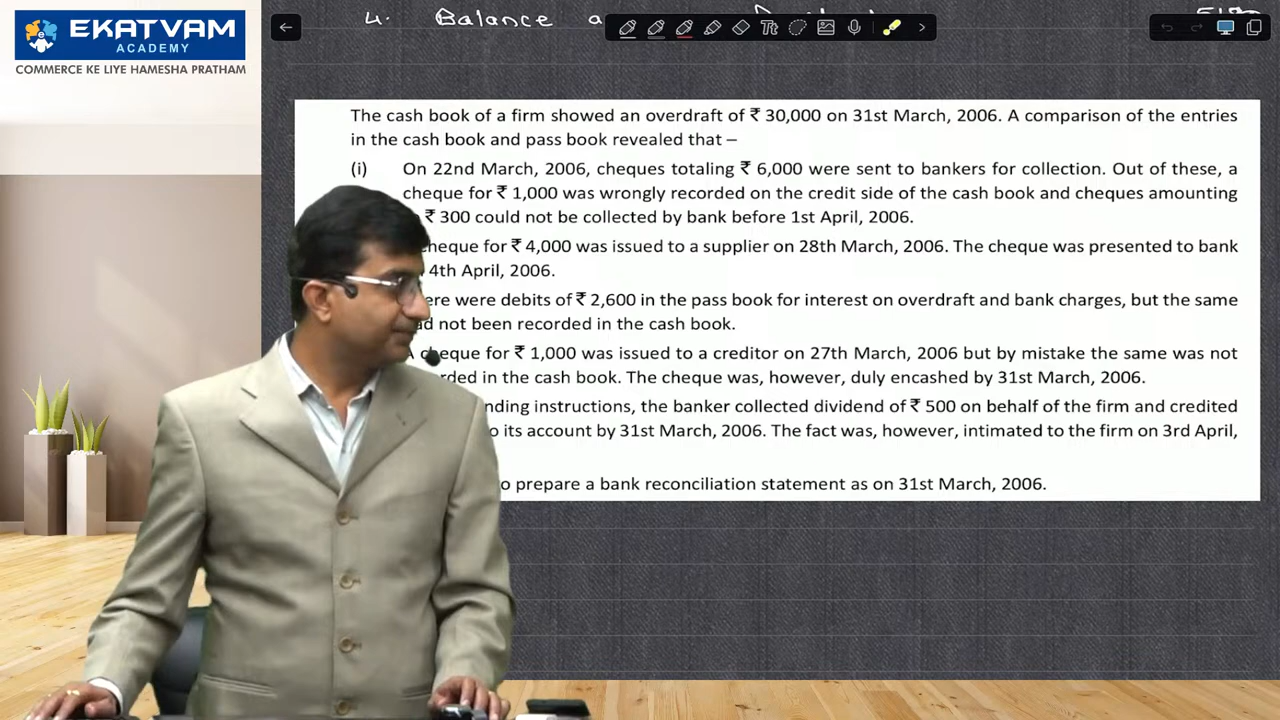 4. Balance a
EKATVAM
ACADEMY
COMMERCE KE LIYE HAMESHA PRATHAM
The cash book of a firm showed an overdraft of ₹ 30,000 on 31st March, 2006. A comparison of the entries
in the cash book and pass book revealed that –
(i) On 22nd March, 2006, cheques totaling ₹ 6,000 were sent to bankers for collection. Out of these, a
cheque for ₹ 1,000 was wrongly recorded on the credit side of the cash book and cheques amounting
₹ 300 could not be collected by bank before 1st April, 2006.
cheque for ₹ 4,000 was issued to a supplier on 28th March, 2006. The cheque was presented to bank
4th April, 2006.
ere were debits of ₹ 2,600 in the pass book for interest on overdraft and bank charges, but the same
ad not been recorded in the cash book.
A cheque for ₹ 1,000 was issued to a creditor on 27th March, 2006 but by mistake the same was not
rded in the cash book. The cheque was, however, duly encashed by 31st March, 2006.
nding instructions, the banker collected dividend of ₹ 500 on behalf of the firm and credited
o its account by 31st March, 2006. The fact was, however, intimated to the firm on 3rd April,
o prepare a bank reconciliation statement as on 31st March, 2006.